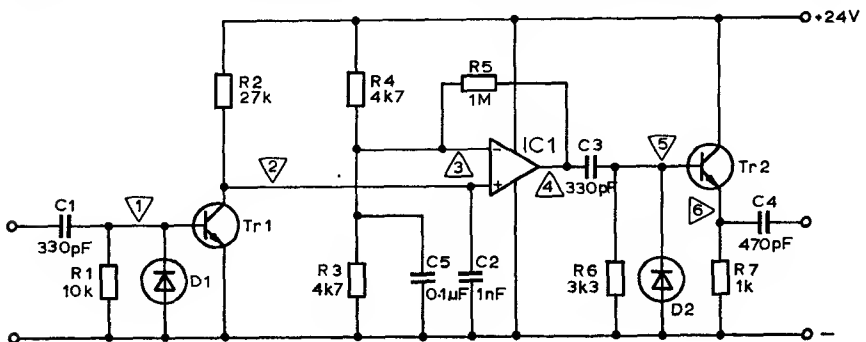 +24V
R2
27k
R4
4k7
R5
1M
IC1
C3
330pF
Tr2
C1
330pF
Tr1
R1
10k
D1
R3
4k7
C5
0·1µF
C2
1nF
R6
3k3
D2
R7
1k
C4
470pF
1
2
3
4
5
6
−
+
–